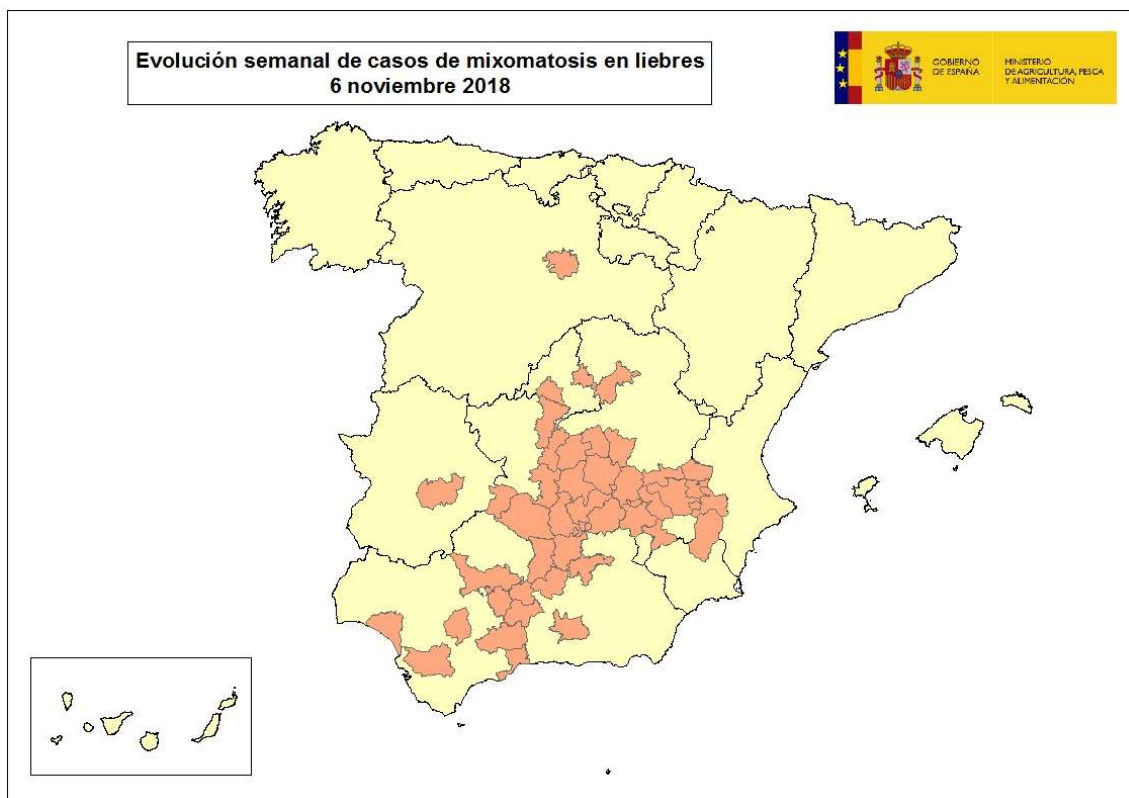 Evolución semanal de casos de mixomatosis en liebres
6 noviembre 2018
GOBIERNO
DE ESPAÑA
MINISTERIO
DE AGRICULTURA, PESCA
Y ALIMENTACIÓN